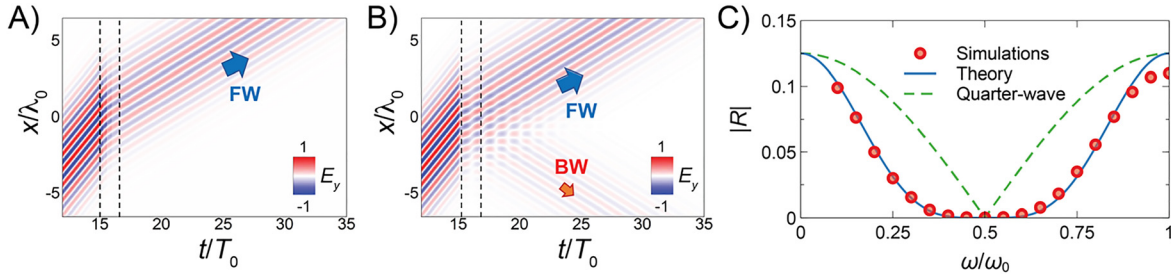 A)
x/λ0
5
0
-5
FW
1
Ey
-1
15 20 25 30 35
t/T0
B)
x/λ0
5
0
-5
FW
BW
1
Ey
-1
15 20 25 30 35
t/T0
C)
|R|
0.15
0.10
0.05
0
Simulations
Theory
Quarter-wave
0 0.25 0.5 0.75 1
ω/ω0